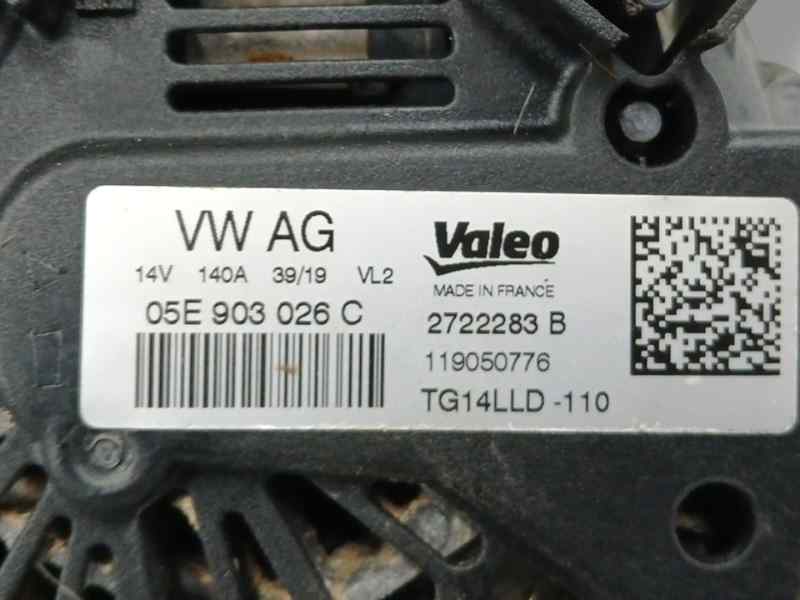 VW AG
14V 140A 39/19 VL2
05E 903 026 C
Valeo
MADE IN FRANCE
2722283 B
119050776
TG14LLD -110